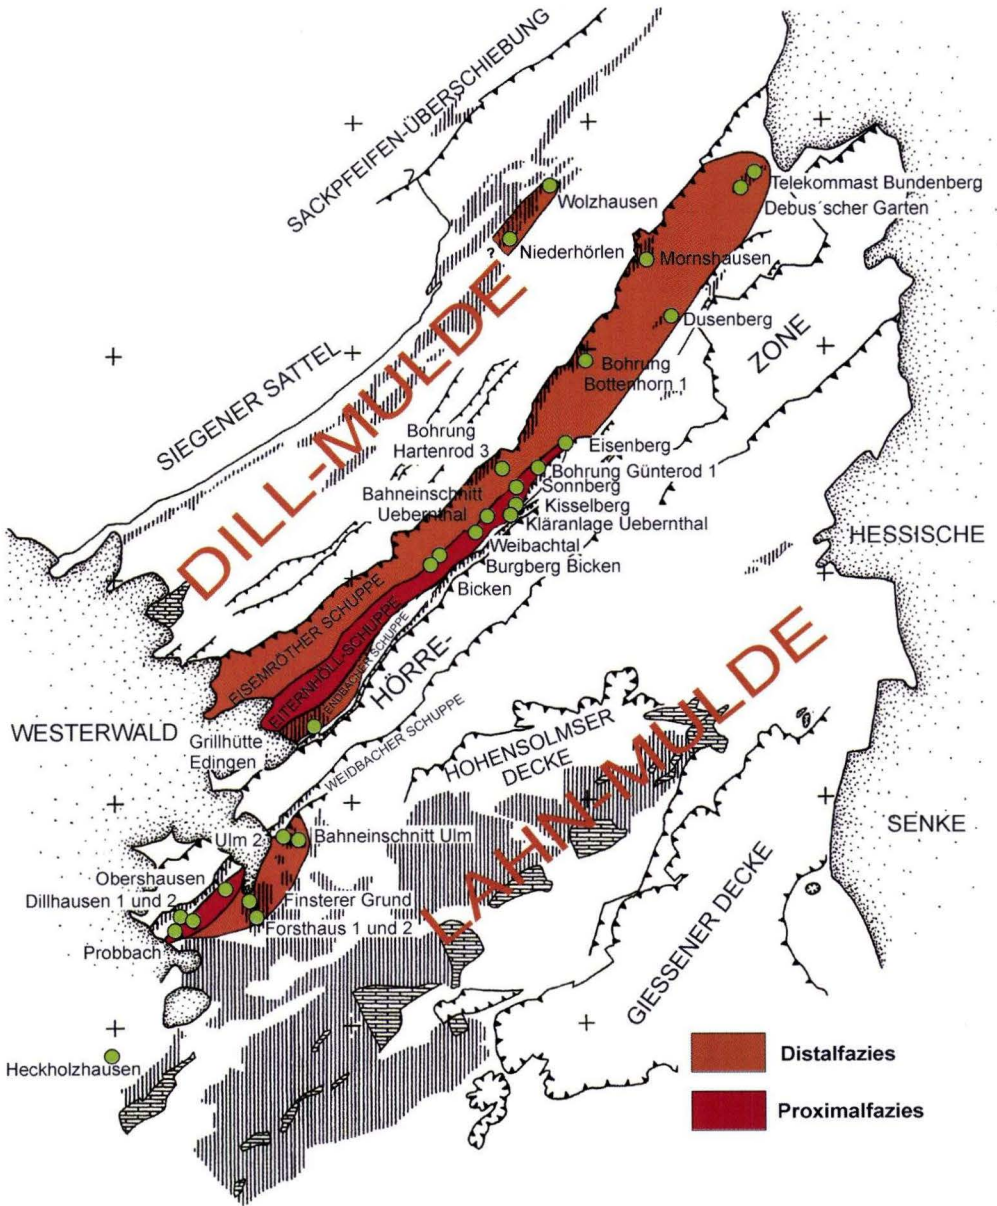 SACKPFEIFEN-ÜBERSCHIEBUNG
Wolzhausen
Telekommast Bundenberg
Debus´scher Garten
?
Niederhörlen
Mornshausen
Dusenberg
ZONE
SIEGENER SATTEL
DILL-MULDE
Bohrung
Bottenhorn 1
Bohrung
Hartenrod 3
Eisenberg
Bohrung Günterod 1
Bahneinschnitt
Uebernthal
Sonnberg
Kisselberg
Kläranlage Uebernthal
Weibachtal
Burgberg Bicken
Bicken
HESSISCHE
EISEMRÖTHER SCHUPPE
EITERNHÖLL-SCHUPPE
ENDBACHER SCHUPPE
HÖRRE-
WESTERWALD
Grillhütte
Edingen
WEIDBACHER SCHUPPE
HOHENSOLMSER
DECKE
LAHN-MULDE
SENKE
Ulm 2
Bahneinschnitt Ulm
Obershausen
Dillhausen 1 und 2
Finsterer Grund
Forsthaus 1 und 2
Probbach
GIESSENER DECKE
Heckholzhausen
Distalfazies
Proximalfazies